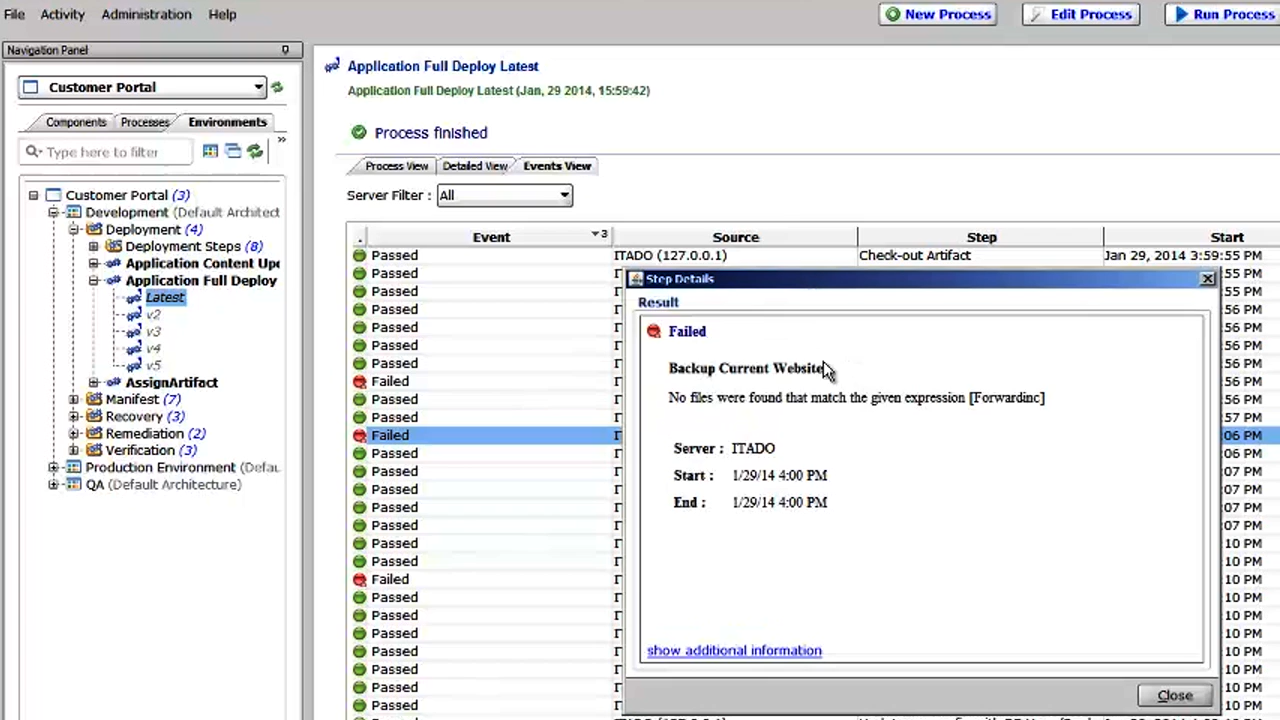 File Activity Administration Help
New Process Edit Process Run Process
Navigation Panel
Customer Portal
Components Processes Environments
Type here to filter
Customer Portal (3)
Development (Default Architect
Deployment (4)
Deployment Steps (8)
Application Content Up
Application Full Deploy
Latest
v2
v3
v4
v5
AssignArtifact
Manifest (7)
Recovery (3)
Remediation (2)
Verification (3)
Production Environment (Defau
QA (Default Architecture)
Application Full Deploy Latest
Application Full Deploy Latest (Jan, 29 2014, 15:59:42)
Process finished
Process View Detailed View Events View
Server Filter : All
. Event 3 Source Step Start
Passed ITADO (127.0.0.1) Check-out Artifact Jan 29, 2014 3:59:55 PM
Passed :55 PM
Passed :55 PM
Passed :56 PM
Passed :56 PM
Passed :56 PM
Passed :56 PM
Failed :56 PM
Passed :56 PM
Passed :57 PM
Failed :06 PM
Passed :06 PM
Passed :07 PM
Passed :07 PM
Passed :07 PM
Passed :07 PM
Passed :10 PM
Passed :10 PM
Failed :10 PM
Passed :10 PM
Passed :10 PM
Passed :10 PM
Passed :10 PM
Passed :10 PM
Passed :10 PM
Passed :10 PM
Step Details
Result
Failed
Backup Current Website
No files were found that match the given expression [Forwardinc]
Server : ITADO
Start : 1/29/14 4:00 PM
End : 1/29/14 4:00 PM
show additional information
Close